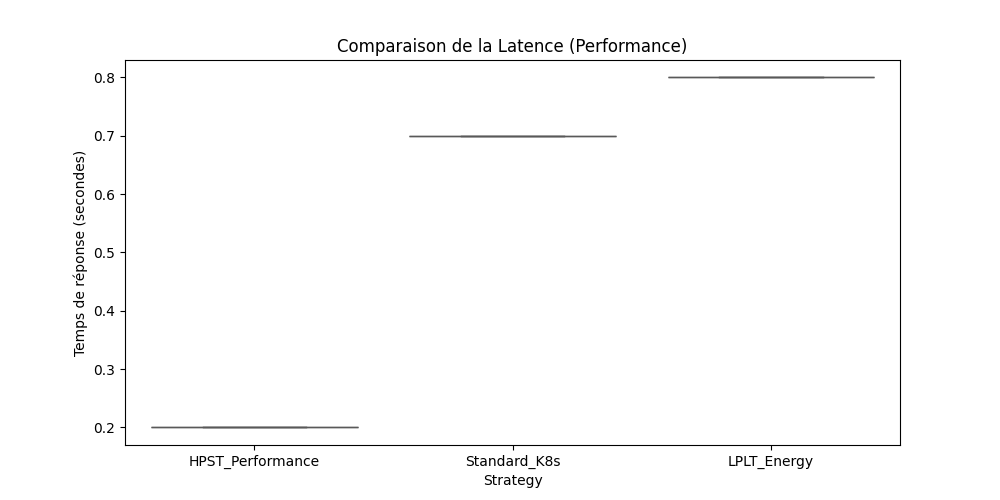 Comparaison de la Latence (Performance)
Temps de réponse (secondes)
0.8
0.7
0.6
0.5
0.4
0.3
0.2
HPST_Performance
Standard_K8s
LPLT_Energy
Strategy